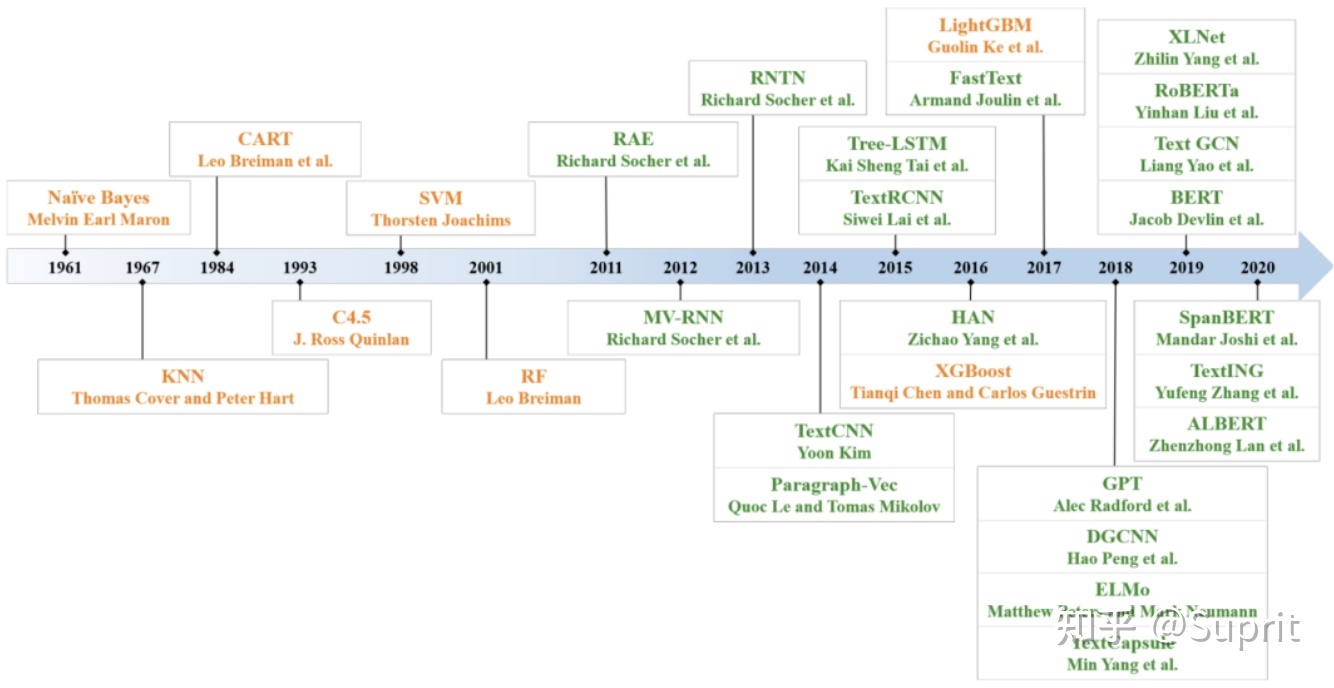 LightGBM
Guolin Ke et al.
FastText
Armand Joulin et al.
XLNet
Zhilin Yang et al.
RoBERTa
Yinhan Liu et al.
Text GCN
Liang Yao et al.
BERT
Jacob Devlin et al.
RNTN
Richard Socher et al.
CART
Leo Breiman et al.
RAE
Richard Socher et al.
Tree-LSTM
Kai Sheng Tai et al.
TextRCNN
Siwei Lai et al.
Naïve Bayes
Melvin Earl Maron
SVM
Thorsten Joachims
1961 1967 1984 1993 1998 2001 2011 2012 2013 2014 2015 2016 2017 2018 2019 2020
C4.5
J. Ross Quinlan
MV-RNN
Richard Socher et al.
HAN
Zichao Yang et al.
XGBoost
Tianqi Chen and Carlos Guestrin
SpanBERT
Mandar Joshi et al.
TextING
Yufeng Zhang et al.
ALBERT
Zhenzhong Lan et al.
KNN
Thomas Cover and Peter Hart
RF
Leo Breiman
TextCNN
Yoon Kim
Paragraph-Vec
Quoc Le and Tomas Mikolov
GPT
Alec Radford et al.
DGCNN
Hao Peng et al.
ELMo
Matthew Peters and Mark Neumann
TextCapsule
Min Yang et al.
知乎 @Suprit